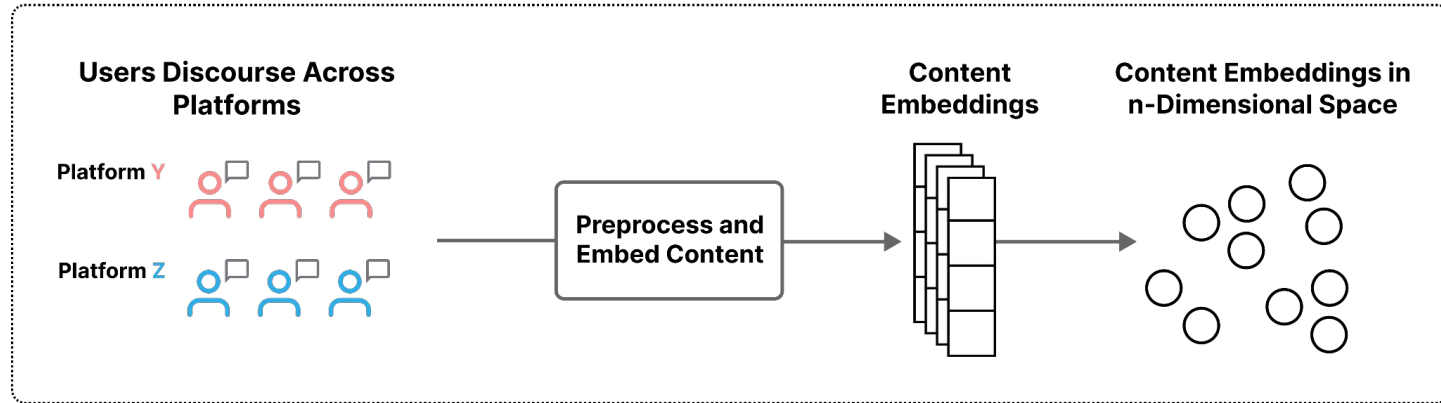 Users Discourse Across
Platforms
Content
Embeddings
Content Embeddings in
n-Dimensional Space
Platform Y
Preprocess and
Embed Content
Platform Z